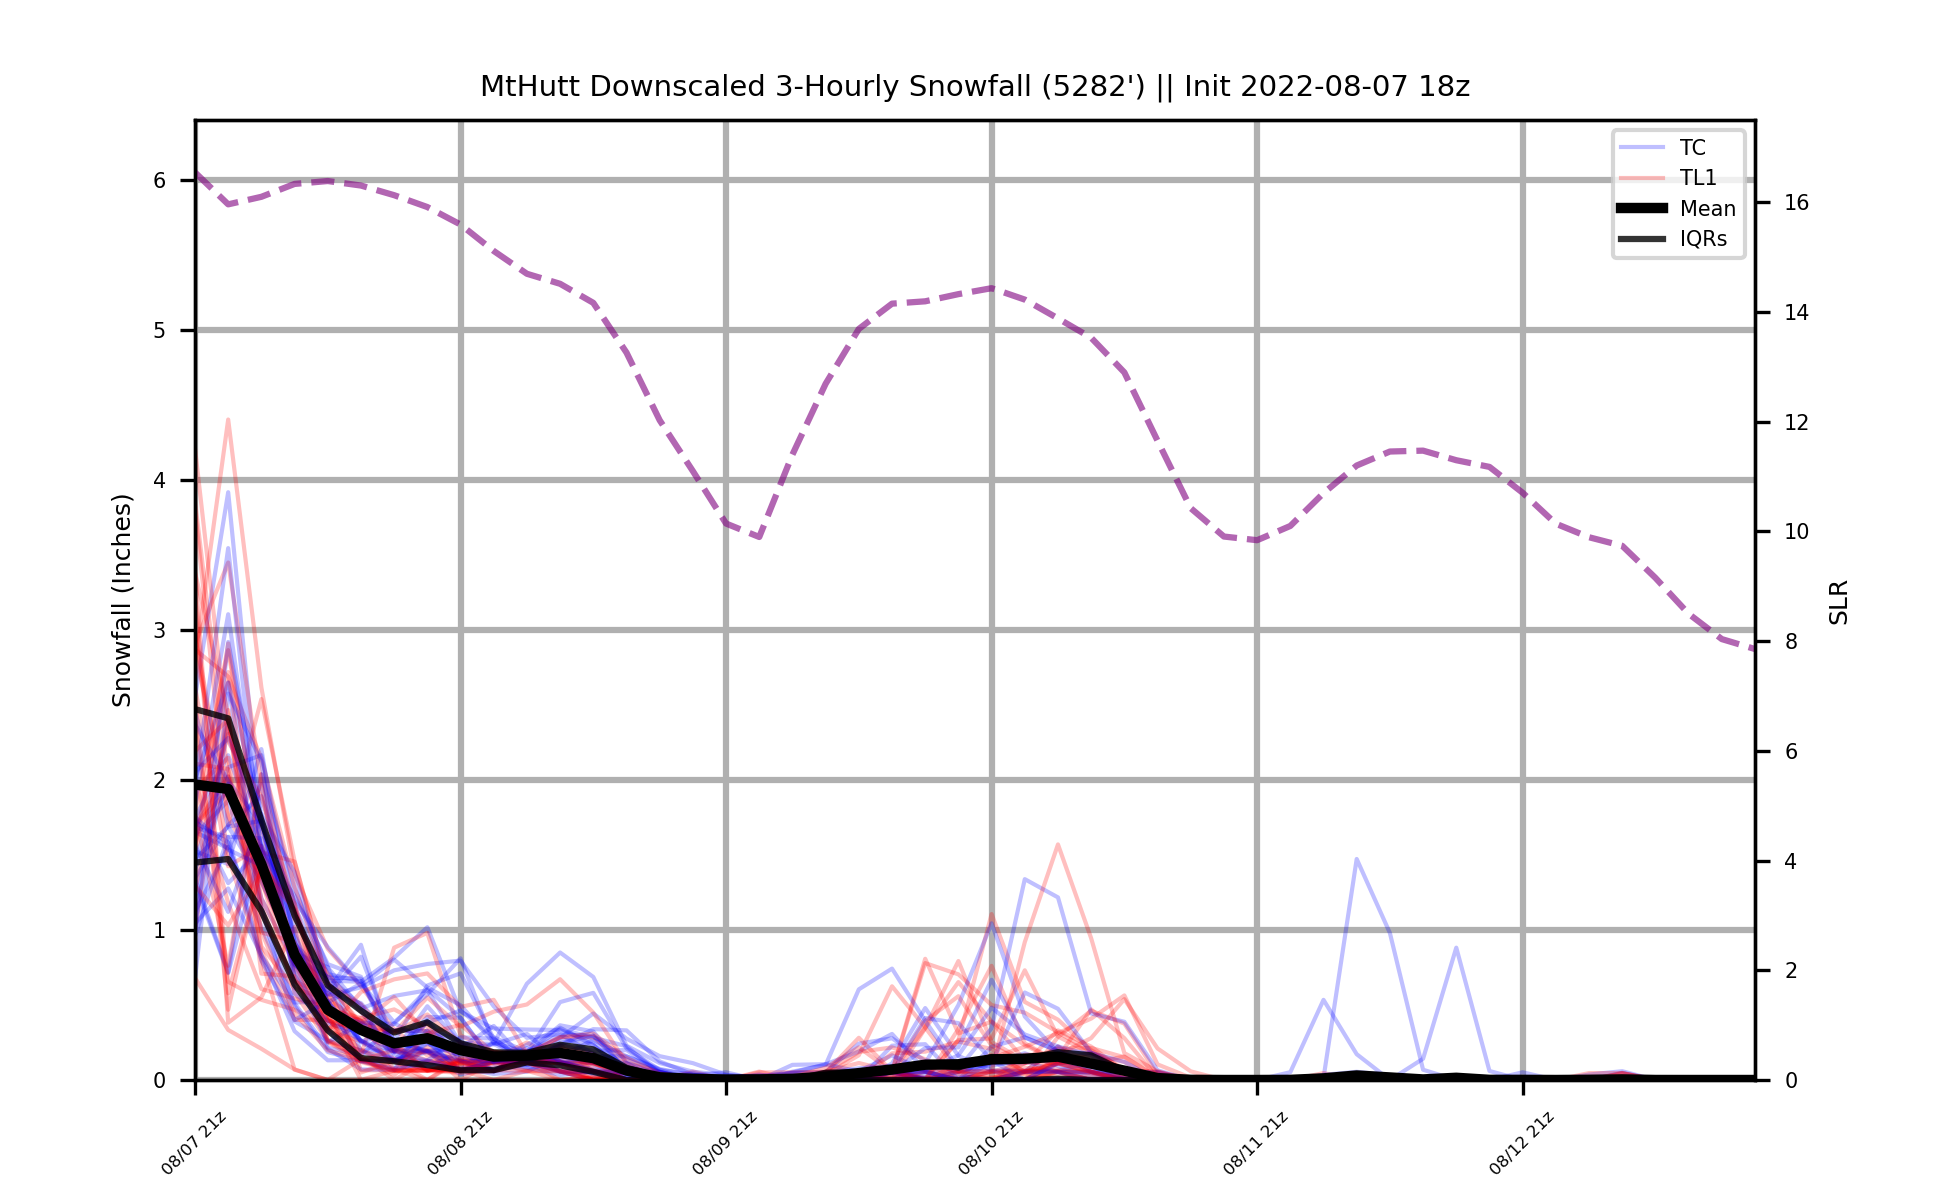 MtHutt Downscaled 3-Hourly Snowfall (5282') || Init 2022-08-07 18z
TC
TL1
Mean
IQRs
Snowfall (Inches)
6
5
4
3
2
1
0
16
14
12
10
8
6
4
2
0
SLR
08/07 21z
08/08 21z
08/09 21z
08/10 21z
08/11 21z
08/12 21z